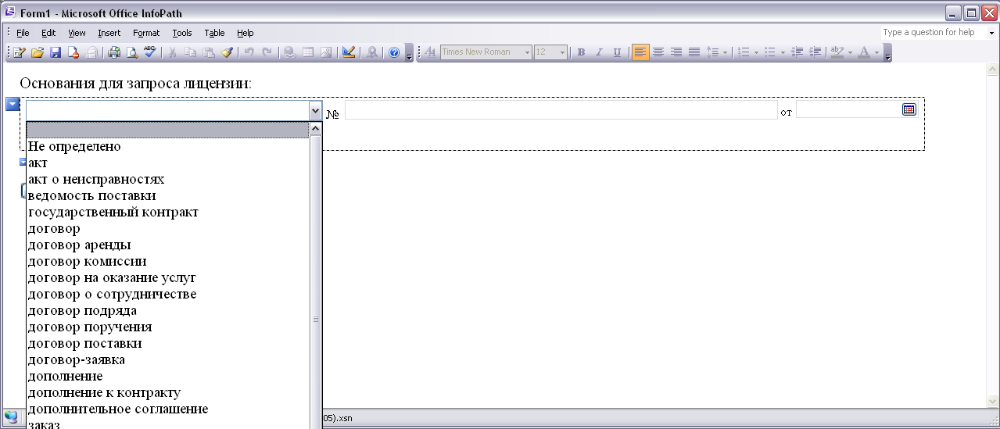 Form1 - Microsoft Office InfoPath
File Edit View Insert Format Tools Table Help
Type a question for help
Times New Roman 12 B I U
Основания для запроса лицензии:
№ от
Не определено
акт
акт о неисправностях
ведомость поставки
государственный контракт
договор
договор аренды
договор комиссии
договор на оказание услуг
договор о сотрудничестве
договор подряда
договор поручения
договор поставки
договор-заявка
дополнение
дополнение к контракту
дополнительное соглашение
05).xsn
заказ